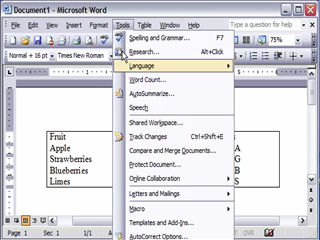 Document1 - Microsoft Word
File Edit View Insert Format Tools Table Window Help Type a question for help
75%
Normal + 16 pt Times New Roman
Spelling and Grammar... F7
Research... Alt+Click
Language
Word Count...
AutoSummarize...
Speech
Shared Workspace...
Track Changes Ctrl+Shift+E
Compare and Merge Documents...
Protect Document...
Online Collaboration
Letters and Mailings
Macro
Templates and Add-Ins...
AutoCorrect Options...
Fruit
Apple
Strawberries
Blueberries
Limes
Page 1 Sec 1
OVR